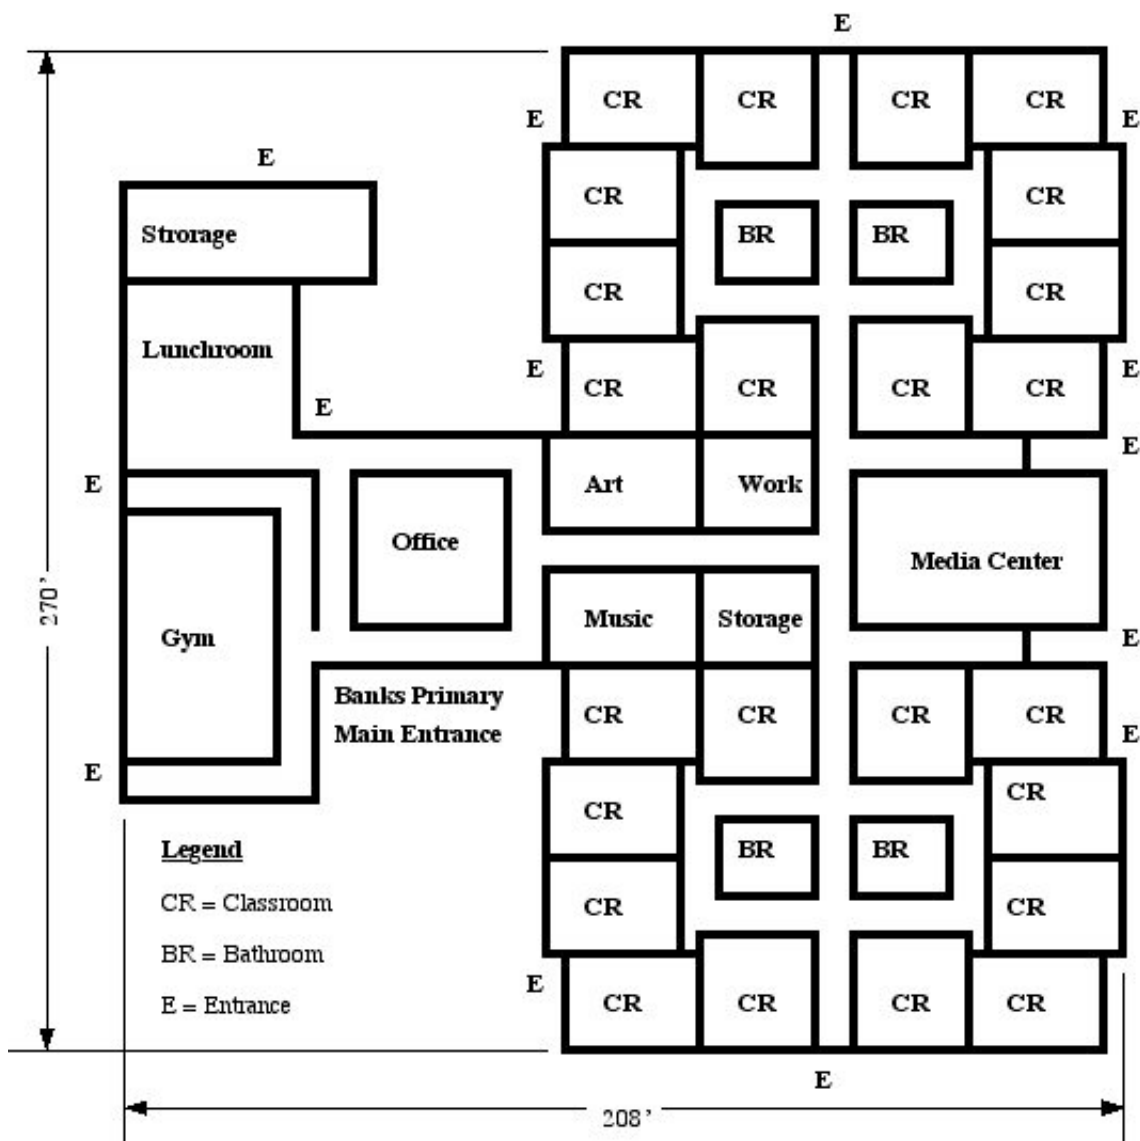 E
CR CR CR CR
E E
E
CR CR
Strorage BR BR
CR CR
Lunchroom
E E
CR CR CR CR
E
E
E Art Work
Office
Media Center
270'
Music Storage
Gym E
Banks Primary
CR CR CR CR
Main Entrance E
E
CR
CR
Legend BR BR
CR = Classroom CR CR
BR = Bathroom
E
E = Entrance CR CR CR CR
E
208'